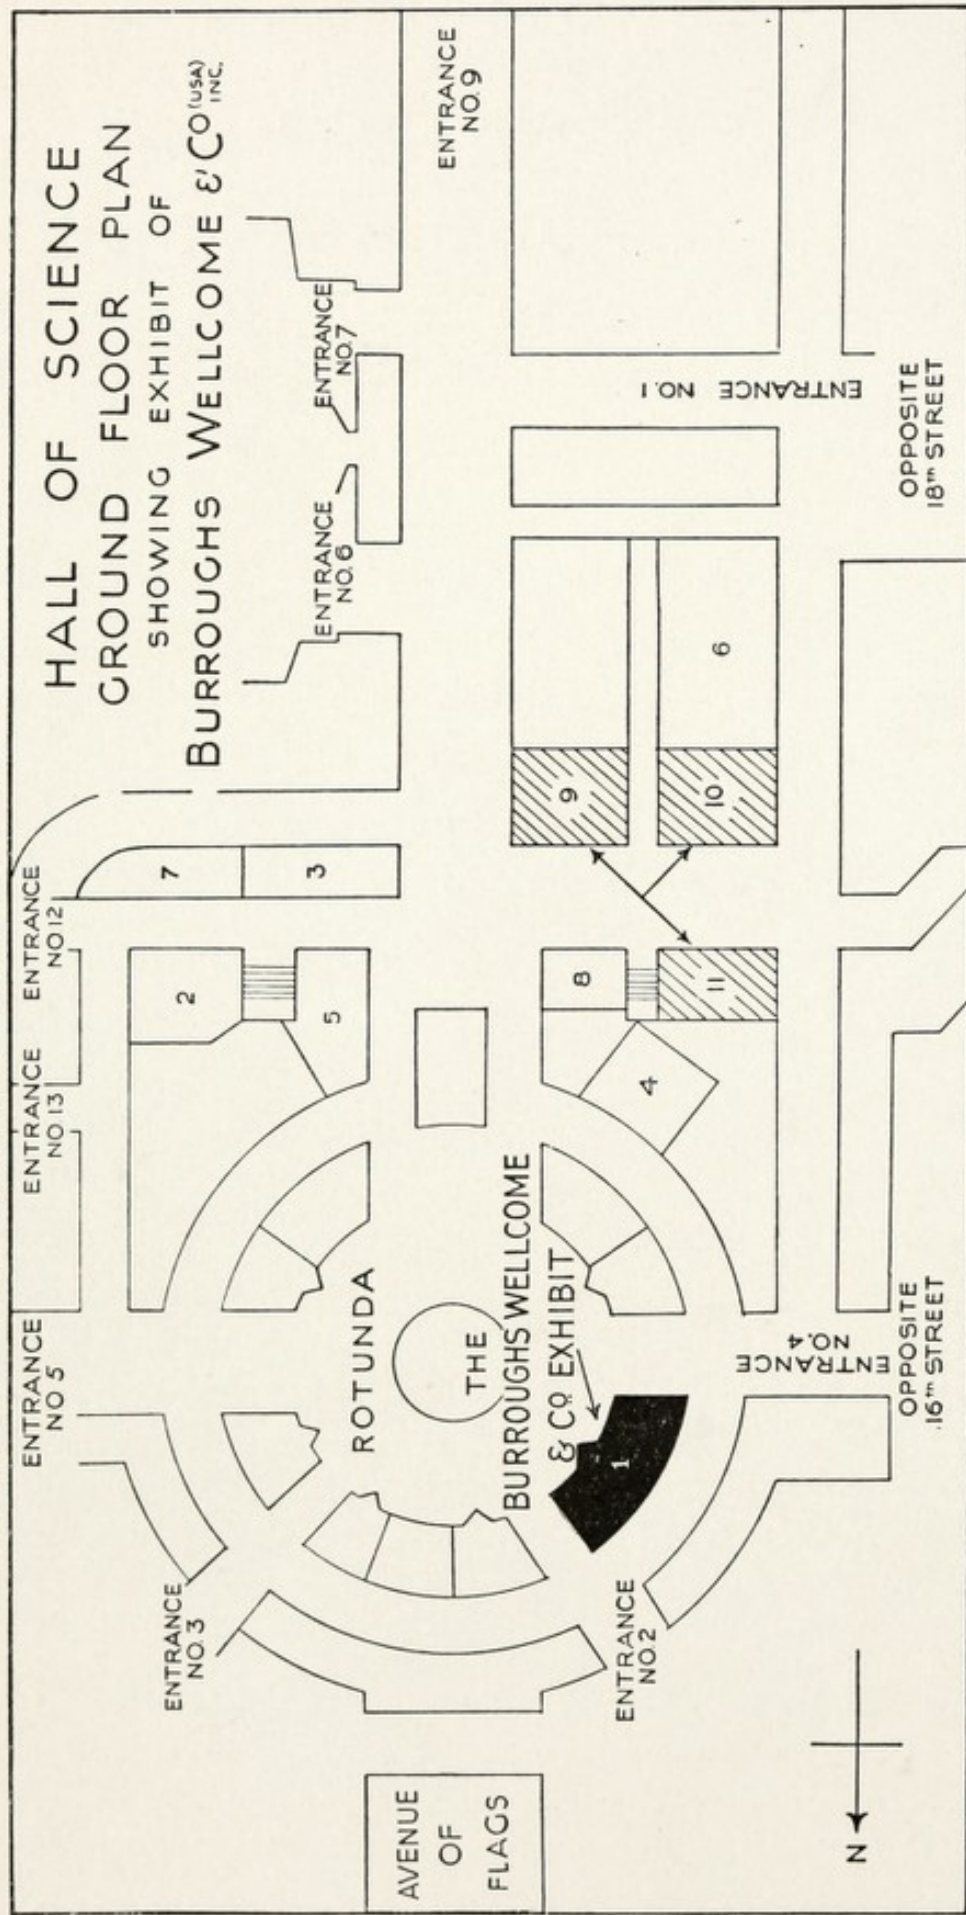 HALL OF SCIENCE
GROUND FLOOR PLAN
SHOWING EXHIBIT OF
BURROUGHS WELLCOME & CO (USA) INC.
ENTRANCE
NO 5
ENTRANCE
NO 13
ENTRANCE
NO 12
ENTRANCE
NO. 6
ENTRANCE
NO. 7
ENTRANCE
NO. 9
ENTRANCE
NO. 3
AVENUE
OF
FLAGS
ROTUNDA
THE
BURROUGHS WELLCOME
& CO EXHIBIT
1
2
7
5
3
8
4
11
9
10
6
ENTRANCE
NO. 2
ENTRANCE
NO. 4
ENTRANCE NO. 1
OPPOSITE
16TH STREET
OPPOSITE
18TH STREET
N